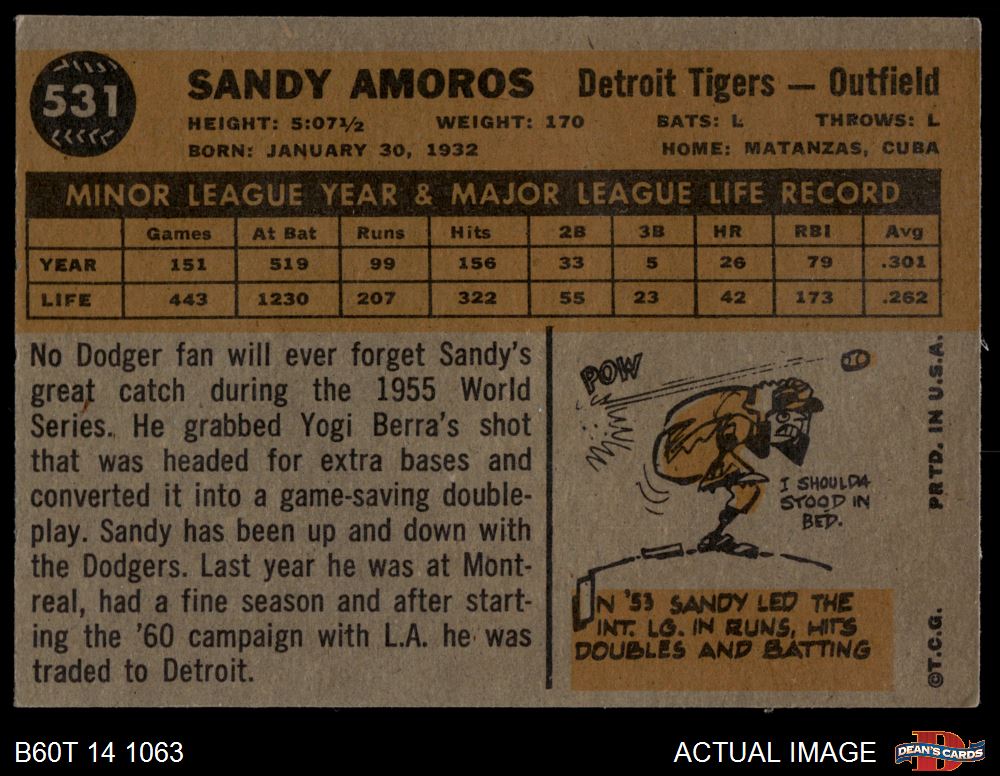 531
SANDY AMOROS Detroit Tigers — Outfield
HEIGHT: 5:07½ WEIGHT: 170 BATS: L THROWS: L
BORN: JANUARY 30, 1932 HOME: MATANZAS, CUBA
MINOR LEAGUE YEAR & MAJOR LEAGUE LIFE RECORD
Games At Bat Runs Hits 2B 3B HR RBI Avg
YEAR 151 519 99 156 33 5 26 79 .301
LIFE 443 1230 207 322 55 23 42 173 .262
No Dodger fan will ever forget Sandy's
great catch during the 1955 World
Series. He grabbed Yogi Berra's shot
that was headed for extra bases and
converted it into a game-saving double-
play. Sandy has been up and down with
the Dodgers. Last year he was at Mont-
real, had a fine season and after start-
ing the '60 campaign with L.A. he was
traded to Detroit.
POW
I SHOULDA
STOOD IN
BED.
IN '53 SANDY LED THE
INT. LG. IN RUNS, HITS
DOUBLES AND BATTING
PRTD. IN U.S.A.
©T.C.G.
B60T 14 1063
ACTUAL IMAGE
DEAN'S CARDS